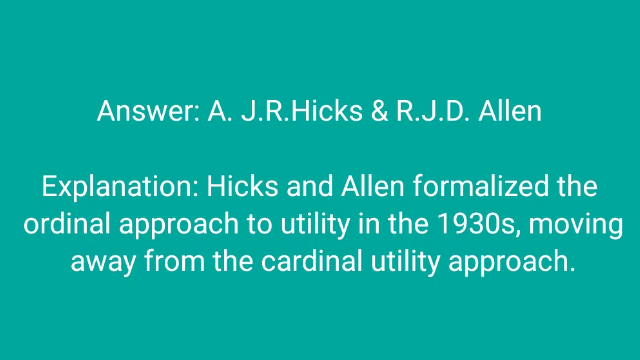 Answer: A. J.R.Hicks & R.J.D. Allen
Explanation: Hicks and Allen formalized the
ordinal approach to utility in the 1930s, moving
away from the cardinal utility approach.